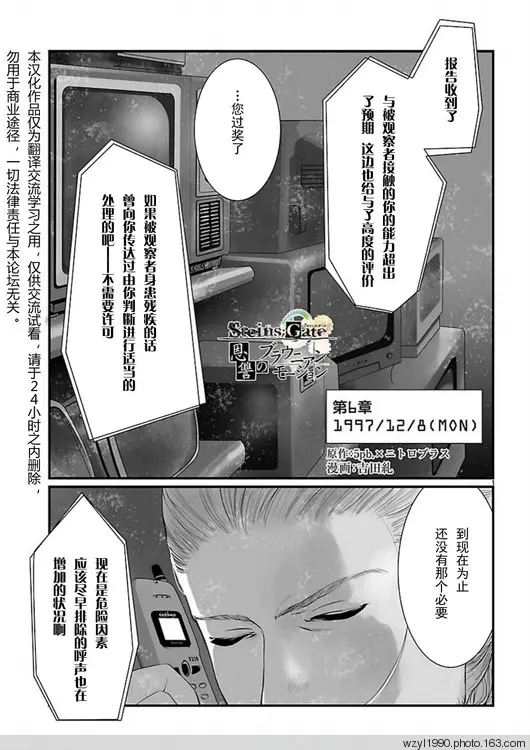 报告收到了
与被观察者接触的你的能力超出
了预期 这边也给与了高度的评价
…您过奖了
如果被观察者身患残疾的话
曾向你传达过由你判断进行适当的
处理的吧——不需要许可
Steins;Gate
恩讐の
ブラウニアン
モーション
第6章
1997/12/8(MON)
原作:5pb.×ニトロプラス
漫画:吉田糺
到现在为止
还没有那个必要
现在是危险因素
应该尽早排除的呼声也在
增加的状况啊
本汉化作品仅为翻译交流学习之用，仅供交流试看，请于24小时之内删除，
勿用于商业途径，一切法律责任与本论坛无关。
www.wzyl1990.photo.163.com